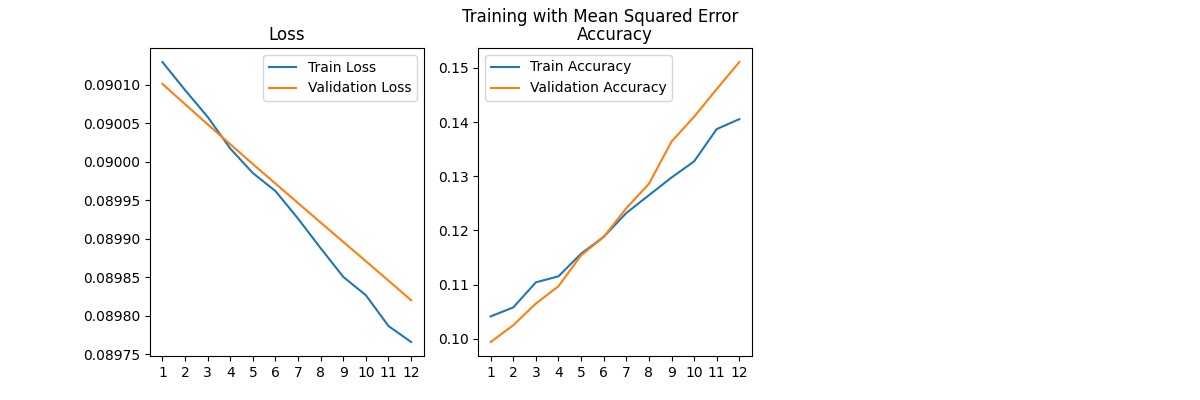 Training with Mean Squared Error
Loss
Train Loss
Validation Loss
0.09010
0.09005
0.09000
0.08995
0.08990
0.08985
0.08980
0.08975
1 2 3 4 5 6 7 8 9 10 11 12
Accuracy
Train Accuracy
Validation Accuracy
0.15
0.14
0.13
0.12
0.11
0.10
1 2 3 4 5 6 7 8 9 10 11 12